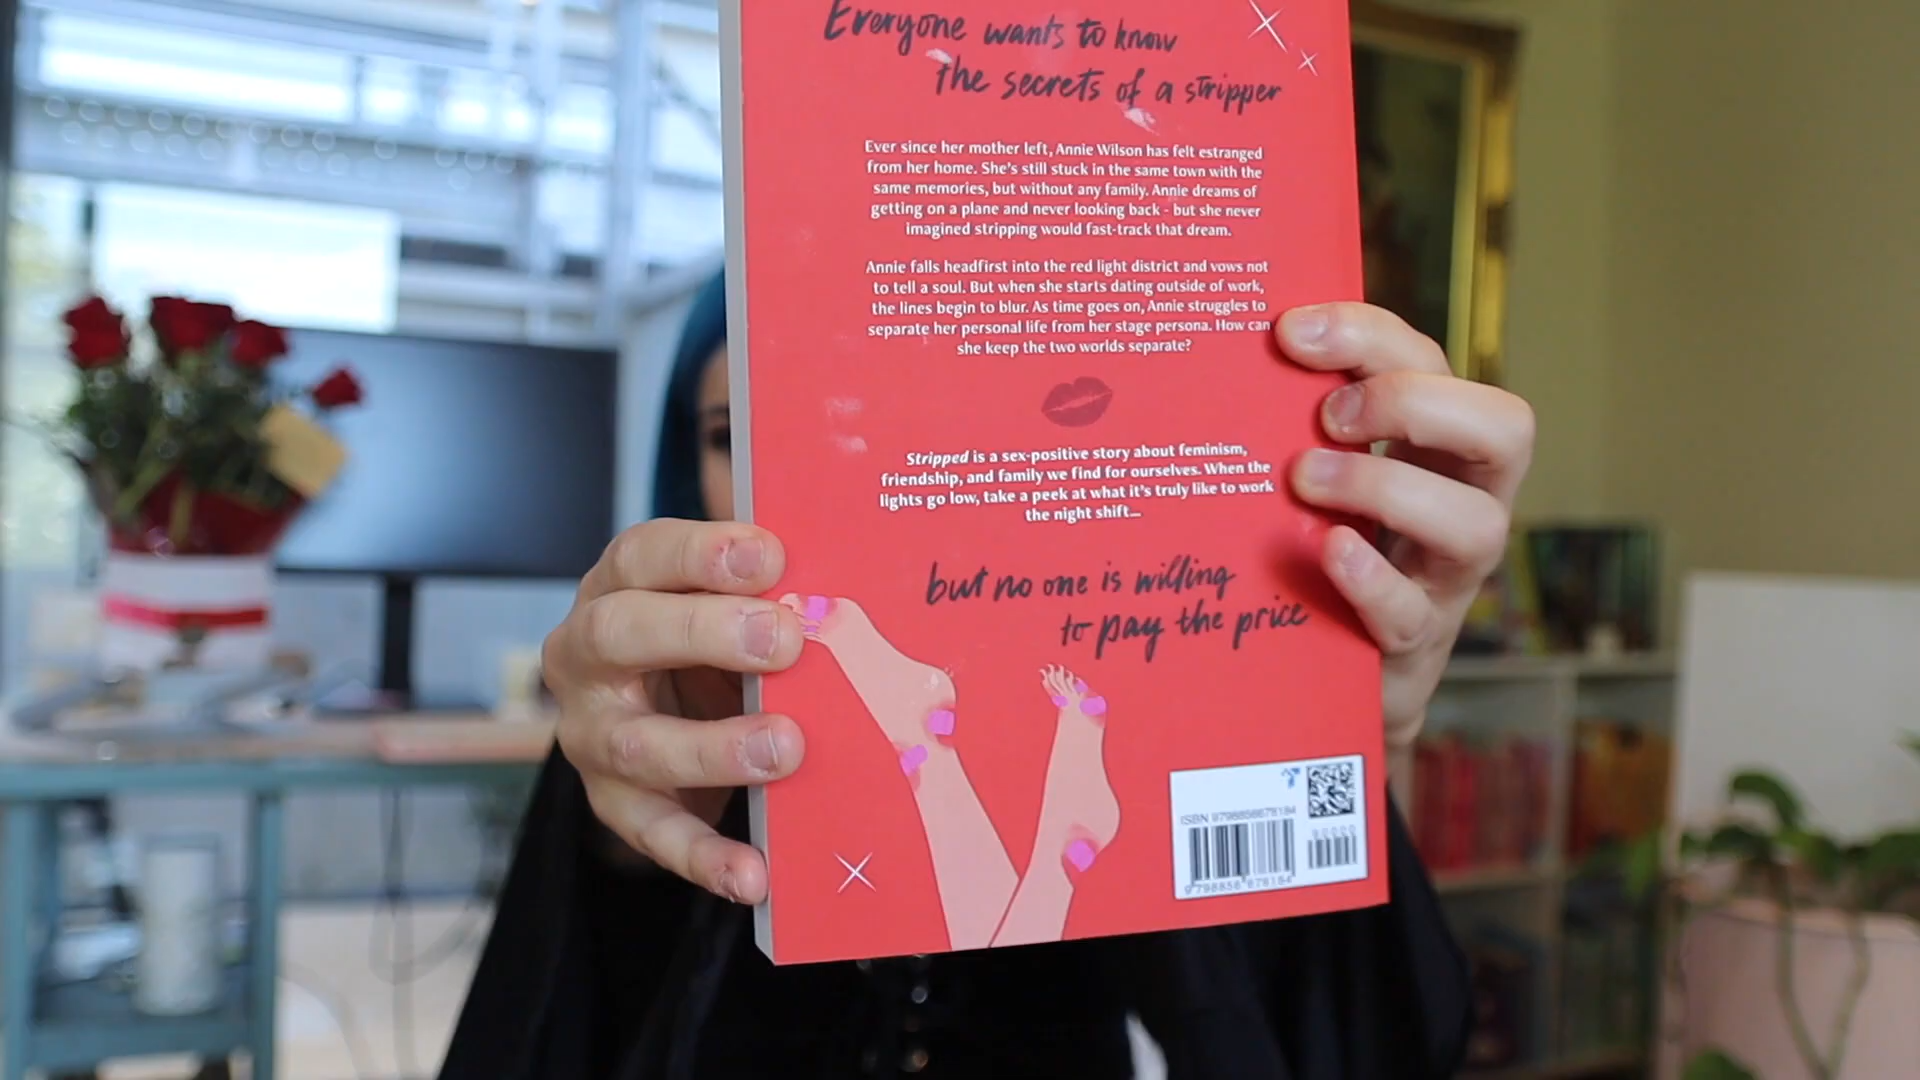 Everyone wants to know
the secrets of a stripper
Ever since her mother left, Annie Wilson has felt estranged
from her home. She's still stuck in the same town with the
same memories, but without any family. Annie dreams of
getting on a plane and never looking back - but she never
imagined stripping would fast-track that dream.
Annie falls headfirst into the red light district and vows not
to tell a soul. But when she starts dating outside of work,
the lines begin to blur. As time goes on, Annie struggles to
separate her personal life from her stage persona. How can
she keep the two worlds separate?
Stripped is a sex-positive story about feminism,
friendship, and family we find for ourselves. When the
lights go low, take a peek at what it's truly like to work
the night shift...
but no one is willing
to pay the price
ISBN 9798858678184
90000
9 798858 678184